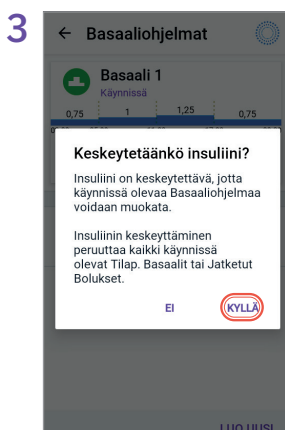 3
Basaaliohjelmat
Basaali 1
Käynnissä
0,75 1 1,25 0,75
Keskeytetäänkö insuliini?
Insuliini on keskeytettävä, jotta
käynnissä olevaa Basaaliohjelmaa
voidaan muokata.
Insuliinin keskeyttäminen
peruuttaa kaikki käynnissä
olevat Tilap. Basaalit tai Jatketut
Bolukset.
EI KYLLÄ
LUO UUSI